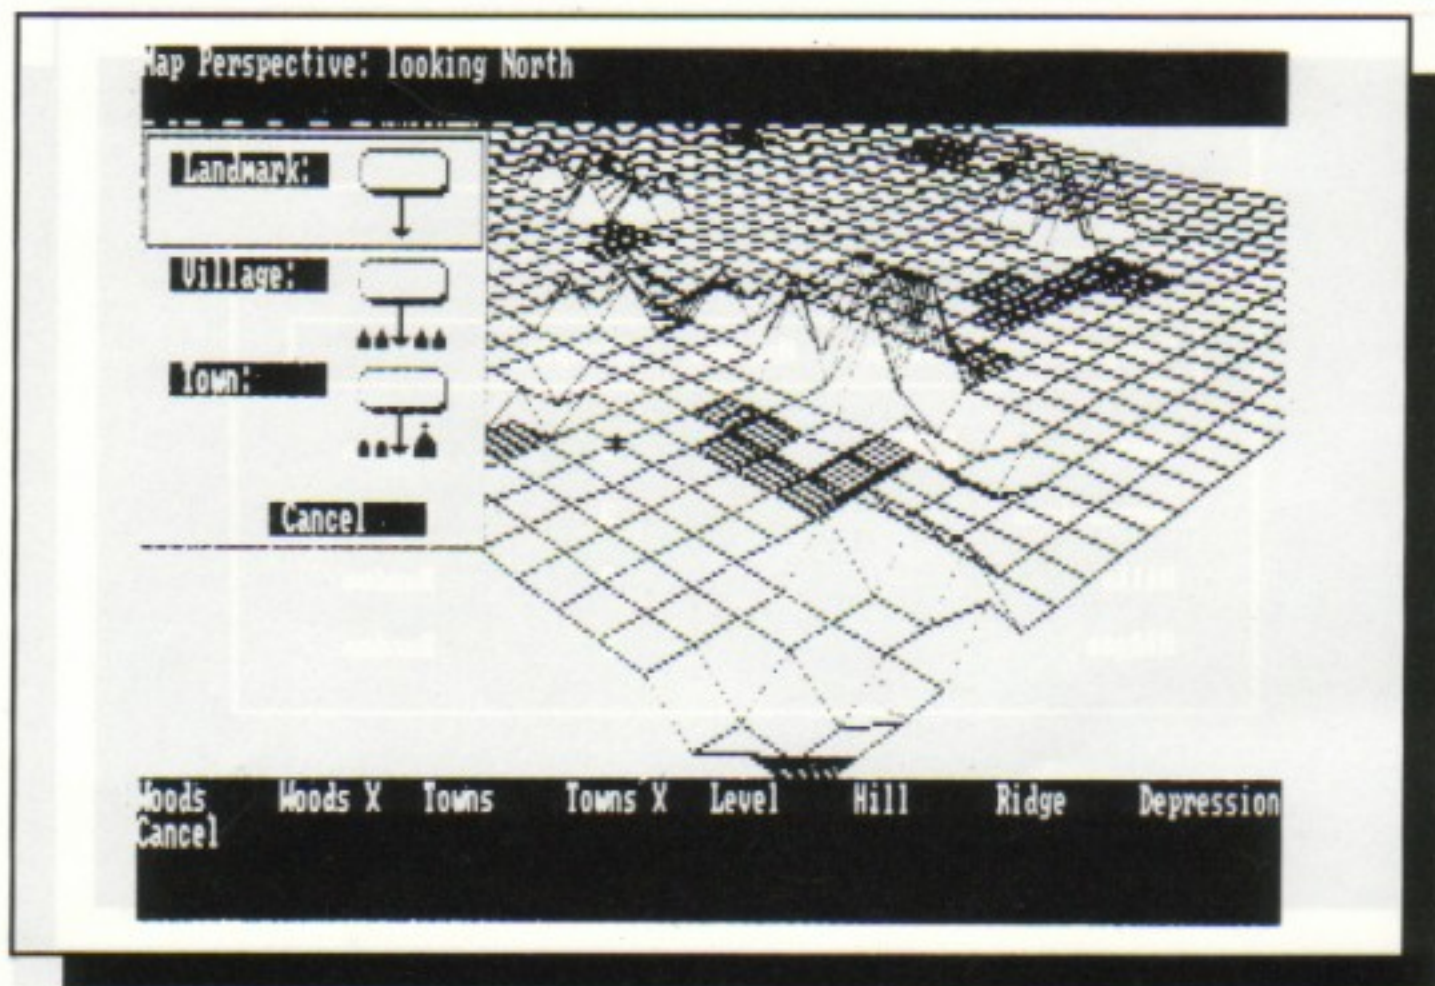 Map Perspective: looking North
Landmark:
Village:
Town:
Cancel
Woods Woods X Towns Towns X Level Hill Ridge Depression
Cancel